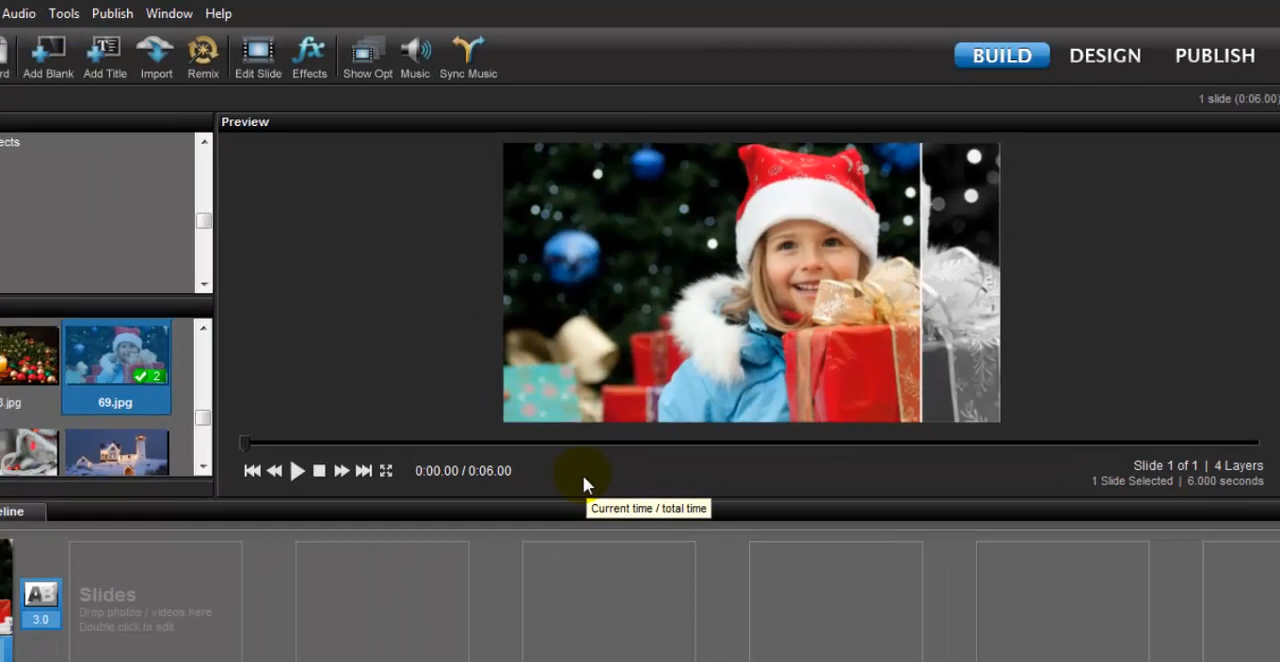 Audio Tools Publish Window Help
rd Add Blank Add Title Import Remix Edit Slide Effects Show Opt Music Sync Music
BUILD DESIGN PUBLISH
1 slide (0:06.00)
Preview
ects
2
3.jpg 69.jpg
0:00.00 / 0:06.00
Slide 1 of 1 | 4 Layers
1 Slide Selected | 6.000 seconds
Current time / total time
eline
AB
3.0
Slides
Drop photos / videos here
Double click to edit.